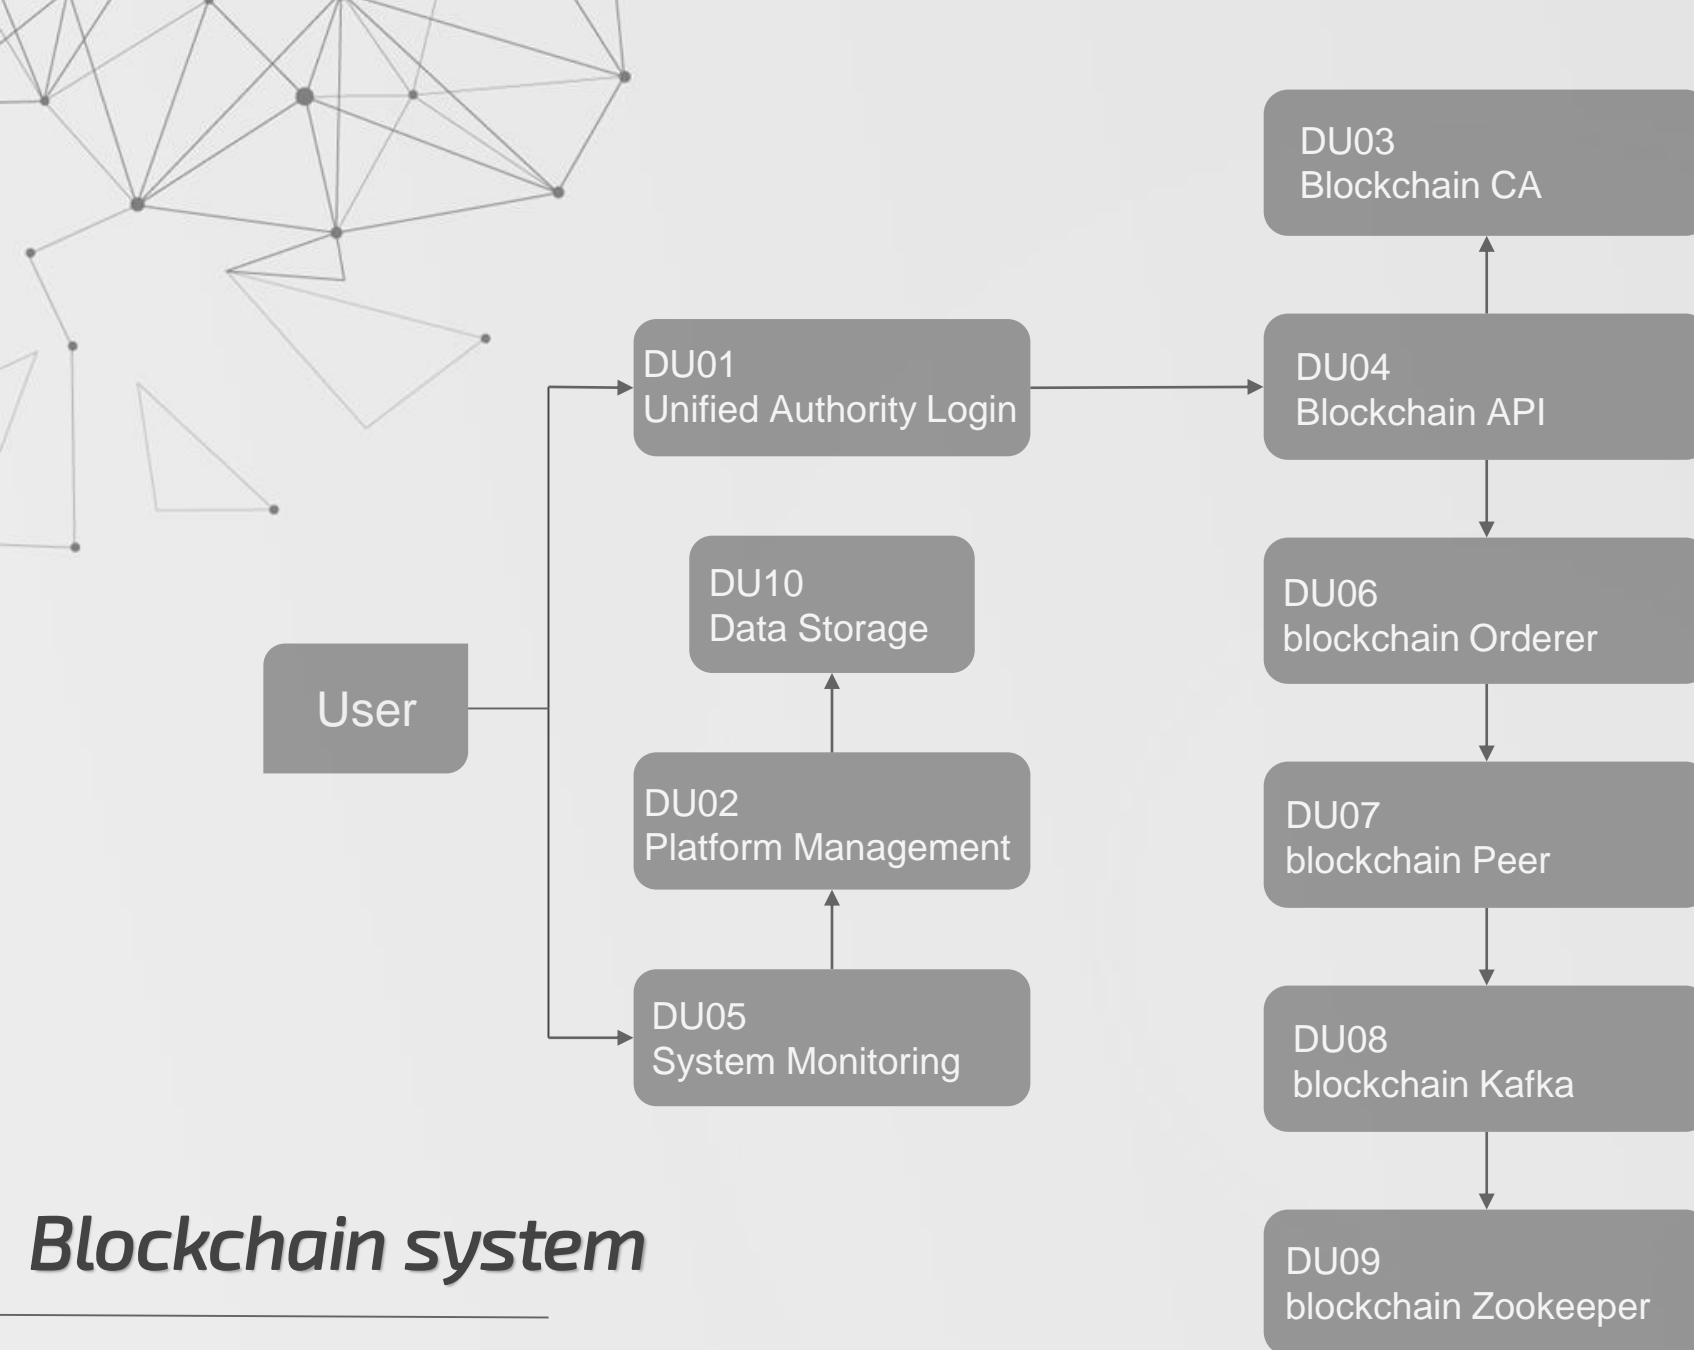 DU03
Blockchain CA
DU01
Unified Authority Login
DU04
Blockchain API
DU10
Data Storage
DU06
blockchain Orderer
User
DU02
Platform Management
DU07
blockchain Peer
DU05
System Monitoring
DU08
blockchain Kafka
Blockchain system
DU09
blockchain Zookeeper